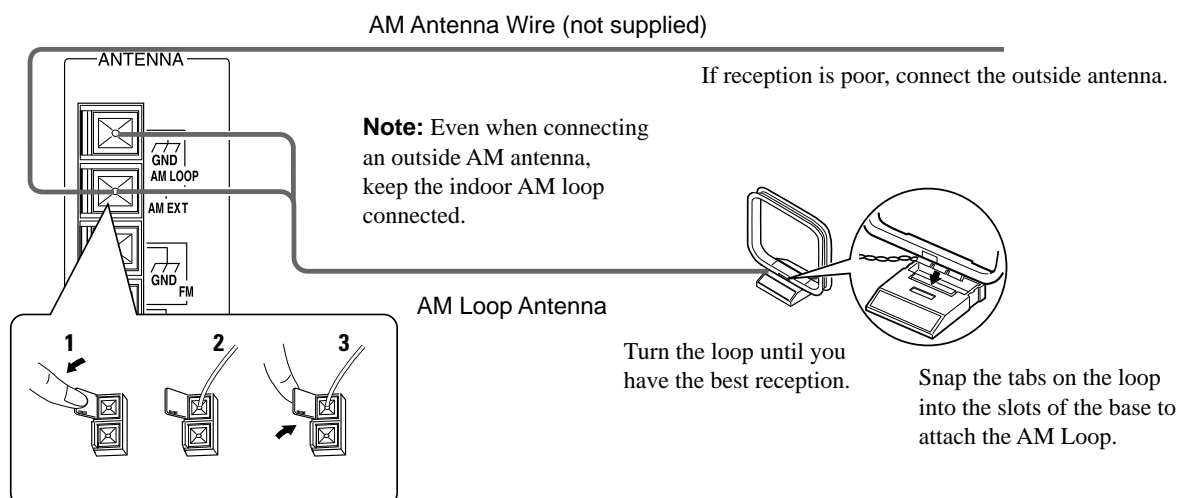 AM Antenna Wire (not supplied)
ANTENNA
If reception is poor, connect the outside antenna.
Note: Even when connecting
an outside AM antenna,
keep the indoor AM loop
connected.
GND
AM LOOP
AM EXT
GND
FM
AM Loop Antenna
1 2 3
Turn the loop until you
have the best reception.
Snap the tabs on the loop
into the slots of the base to
attach the AM Loop.